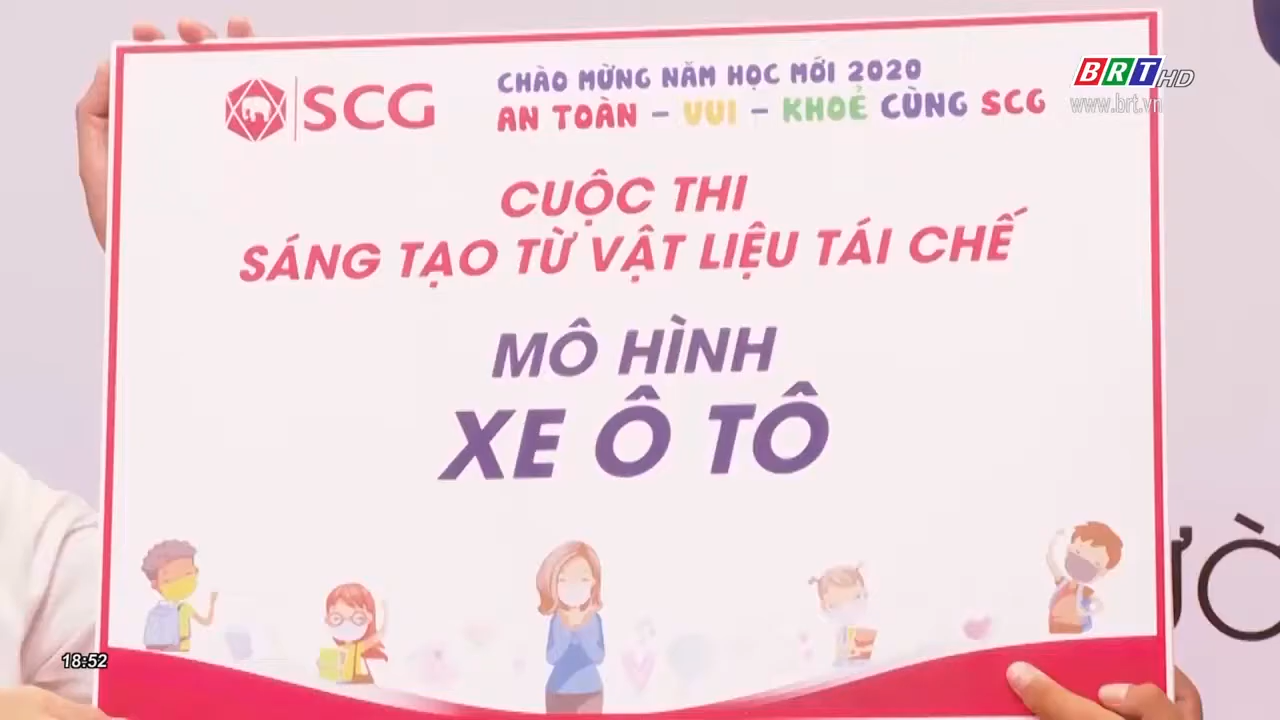 BRT HD
www.brt.vn
SCG
CHÀO MỪNG NĂM HỌC MỚI 2020
AN TOÀN - VUI - KHOẺ CÙNG SCG
CUỘC THI
SÁNG TẠO TỪ VẬT LIỆU TÁI CHẾ
MÔ HÌNH
XE Ô TÔ
ƯỜ
18:52